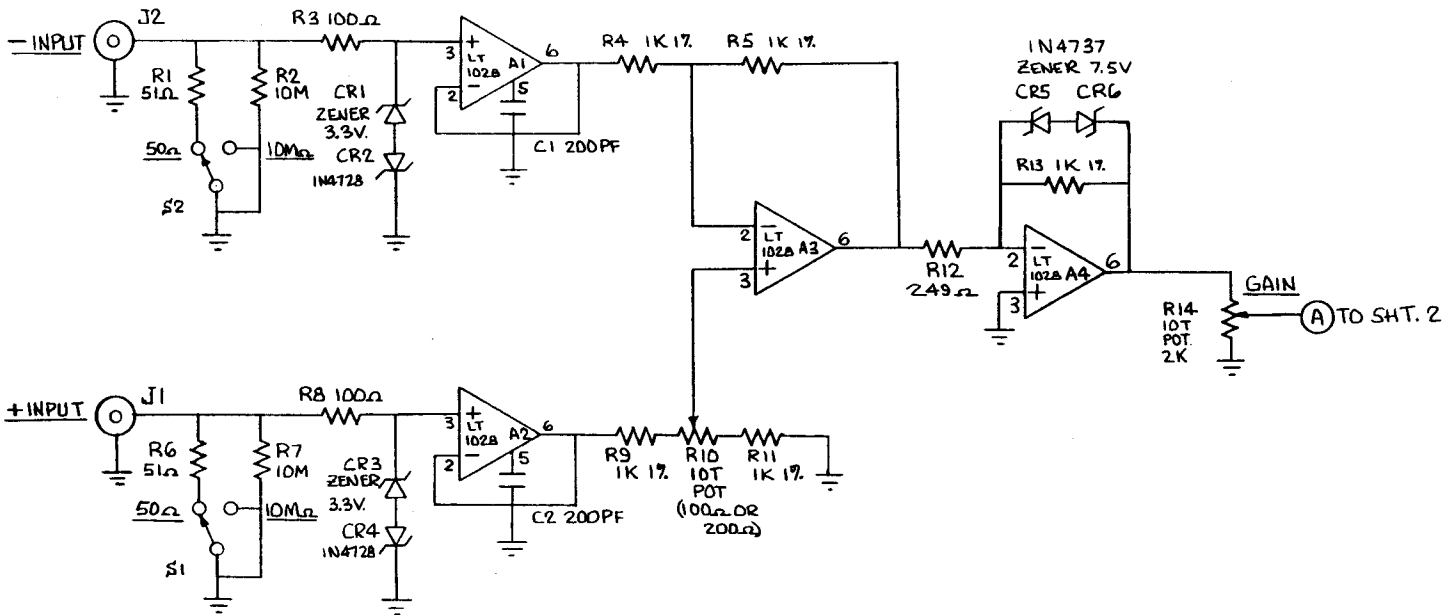 J2
− INPUT
R3 100Ω
R1
51Ω
R2
10M
50Ω
10MΩ
S2
CR1
ZENER
3.3V.
CR2
1N4728
+
3
LT
1028
A1
6
5
−
2
C1 200PF
R4 1K 1%
R5 1K 1%
1N4737
ZENER 7.5V
CR5 CR6
R13 1K 1%
2
−
LT
1028 A3
6
+
3
R12
249Ω
−
2
LT
1028 A4
6
+
3
GAIN
R14
10T
POT.
2K
A TO SHT. 2
J1
+ INPUT
R8 100Ω
R6
51Ω
R7
10M
50Ω
10MΩ
S1
CR3
ZENER
3.3V.
CR4
1N4728
+
3
LT
1028
A2
6
5
−
2
C2 200PF
R9
1K 1%
R10
10T
POT
(100Ω OR
200Ω)
R11
1K 1%